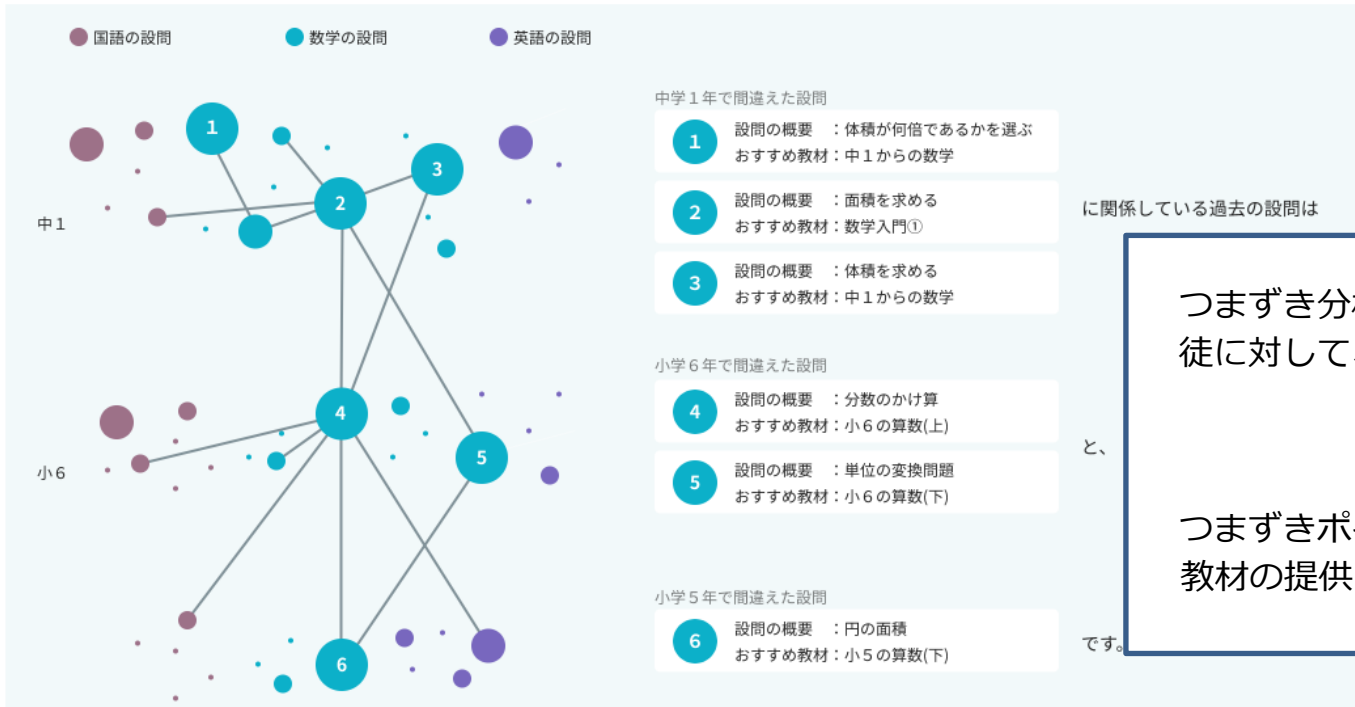 国語の設問
数学の設問
英語の設問
中1
小6
1
2
3
4
5
6
中学1年で間違えた設問
1
設問の概要 :体積が何倍であるかを選ぶ
おすすめ教材:中1からの数学
2
設問の概要 :面積を求める
おすすめ教材:数学入門①
3
設問の概要 :体積を求める
おすすめ教材:中1からの数学
に関係している過去の設問は
小学6年で間違えた設問
4
設問の概要 :分数のかけ算
おすすめ教材:小6の算数(上)
5
設問の概要 :単位の変換問題
おすすめ教材:小6の算数(下)
と、
小学5年で間違えた設問
6
設問の概要 :円の面積
おすすめ教材:小5の算数(下)
です。
つまずき分
徒に対して
つまずきポ
教材の提供